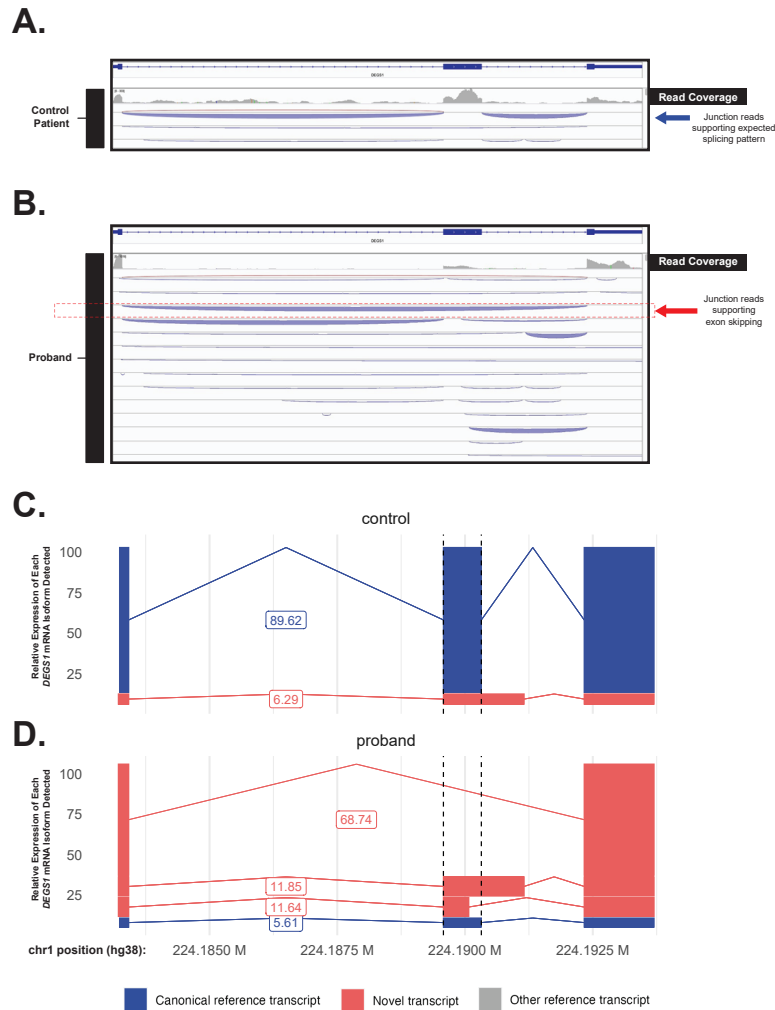 A.
DEGS1
Control
Patient
Read Coverage
Junction reads
supporting expected
splicing pattern
B.
DEGS1
Read Coverage
Junction reads
supporting
exon skipping
Proband
C.
control
Relative Expression of Each
DEGS1 mRNA Isoform Detected
100
75
50
25
89.62
6.29
D.
proband
Relative Expression of Each
DEGS1 mRNA Isoform Detected
100
75
50
25
68.74
11.85
11.64
5.61
chr1 position (hg38):
224.1850 M
224.1875 M
224.1900 M
224.1925 M
Canonical reference transcript
Novel transcript
Other reference transcript